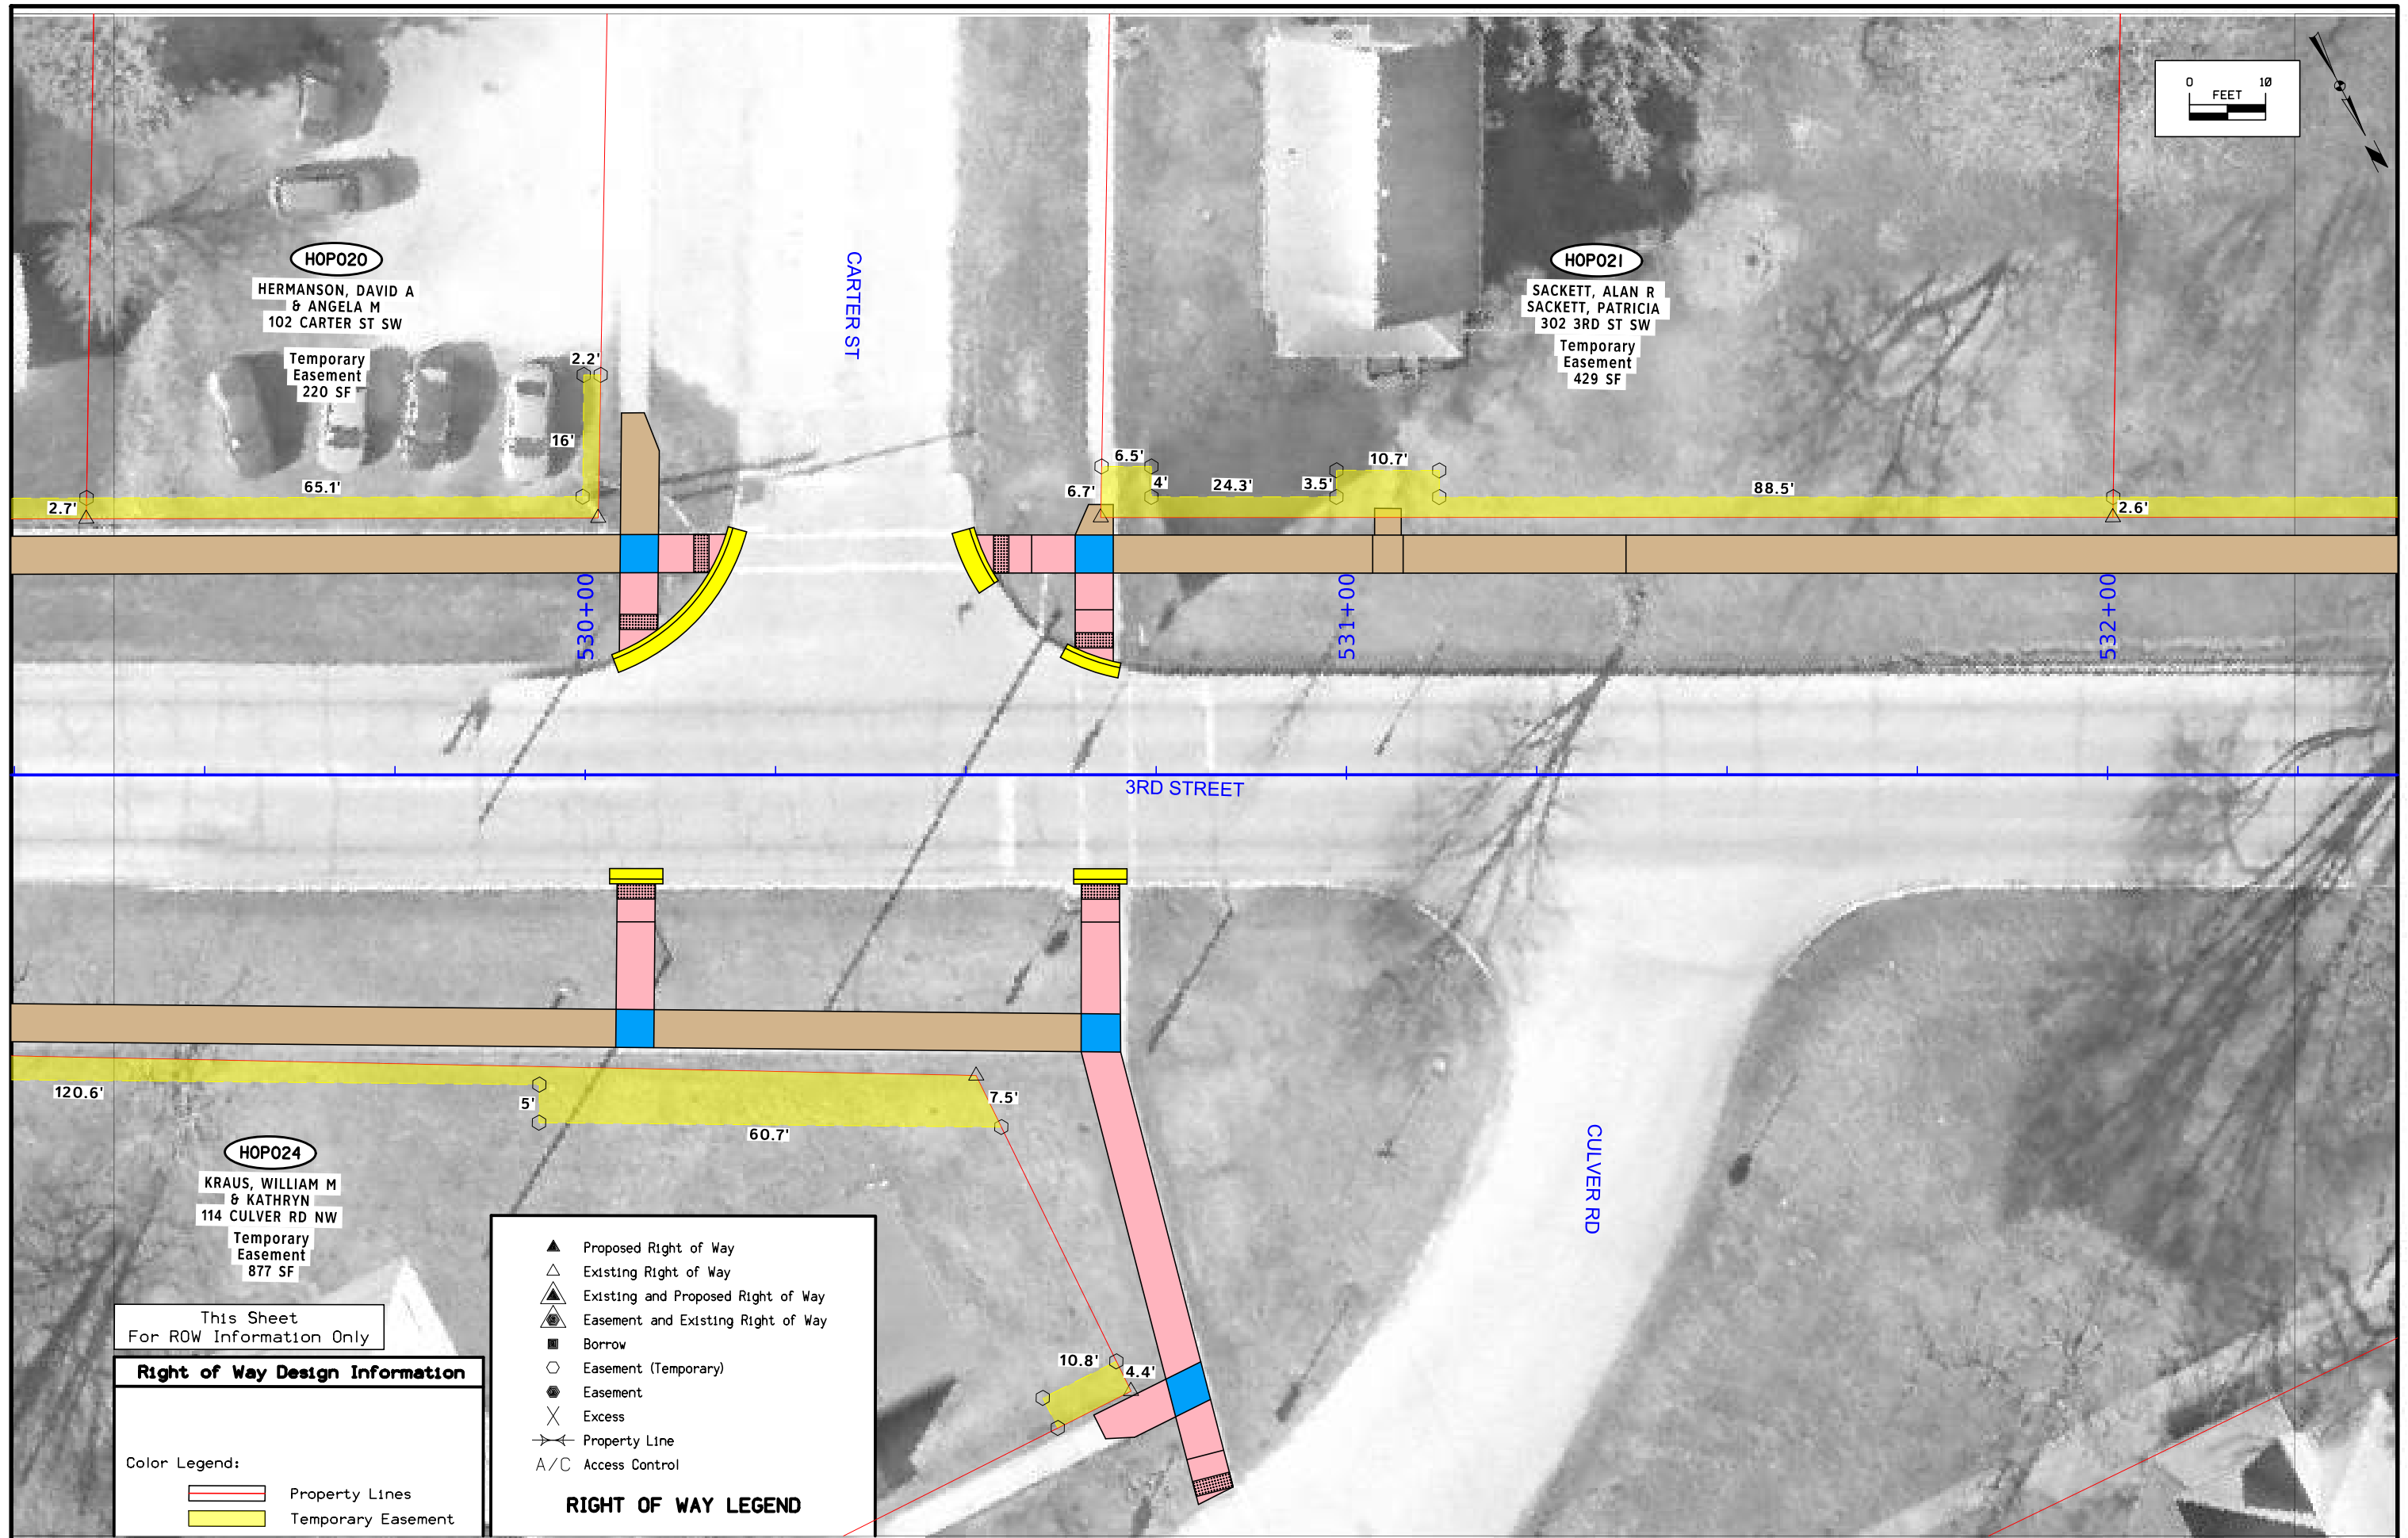 0 10
FEET
HOP020
HERMANSON, DAVID A
& ANGELA M
102 CARTER ST SW
Temporary
Easement
220 SF
CARTER ST
HOP021
SACKETT, ALAN R
SACKETT, PATRICIA
302 3RD ST SW
Temporary
Easement
429 SF
2.2'
16'
65.1'
2.7'
6.5'
6.7'
4'
24.3'
3.5'
10.7'
88.5'
2.6'
530+00
531+00
532+00
3RD STREET
120.6'
5'
60.7'
7.5'
CULVER RD
HOP024
KRAUS, WILLIAM M
& KATHRYN
114 CULVER RD NW
Temporary
Easement
877 SF
10.8'
4.4'
This Sheet
For ROW Information Only
Right of Way Design Information
Color Legend:
Property Lines
Temporary Easement
Proposed Right of Way
Existing Right of Way
Existing and Proposed Right of Way
Easement and Existing Right of Way
Borrow
Easement (Temporary)
Easement
Excess
Property Line
A/C Access Control
RIGHT OF WAY LEGEND